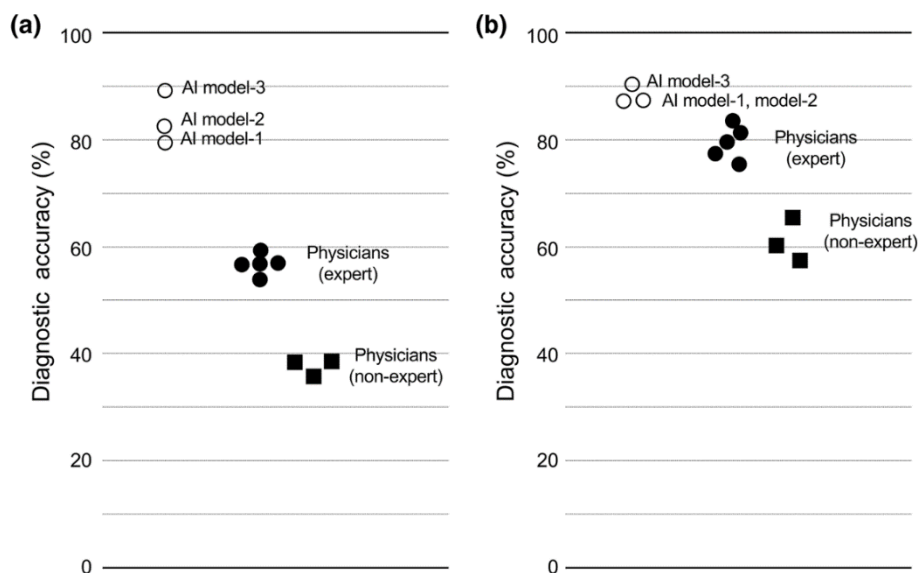 (a)
Diagnostic accuracy (%)
100
80
60
40
20
0
AI model-3
AI model-2
AI model-1
Physicians
(expert)
Physicians
(non-expert)
(b)
Diagnostic accuracy (%)
100
80
60
40
20
0
AI model-3
AI model-1, model-2
Physicians
(expert)
Physicians
(non-expert)